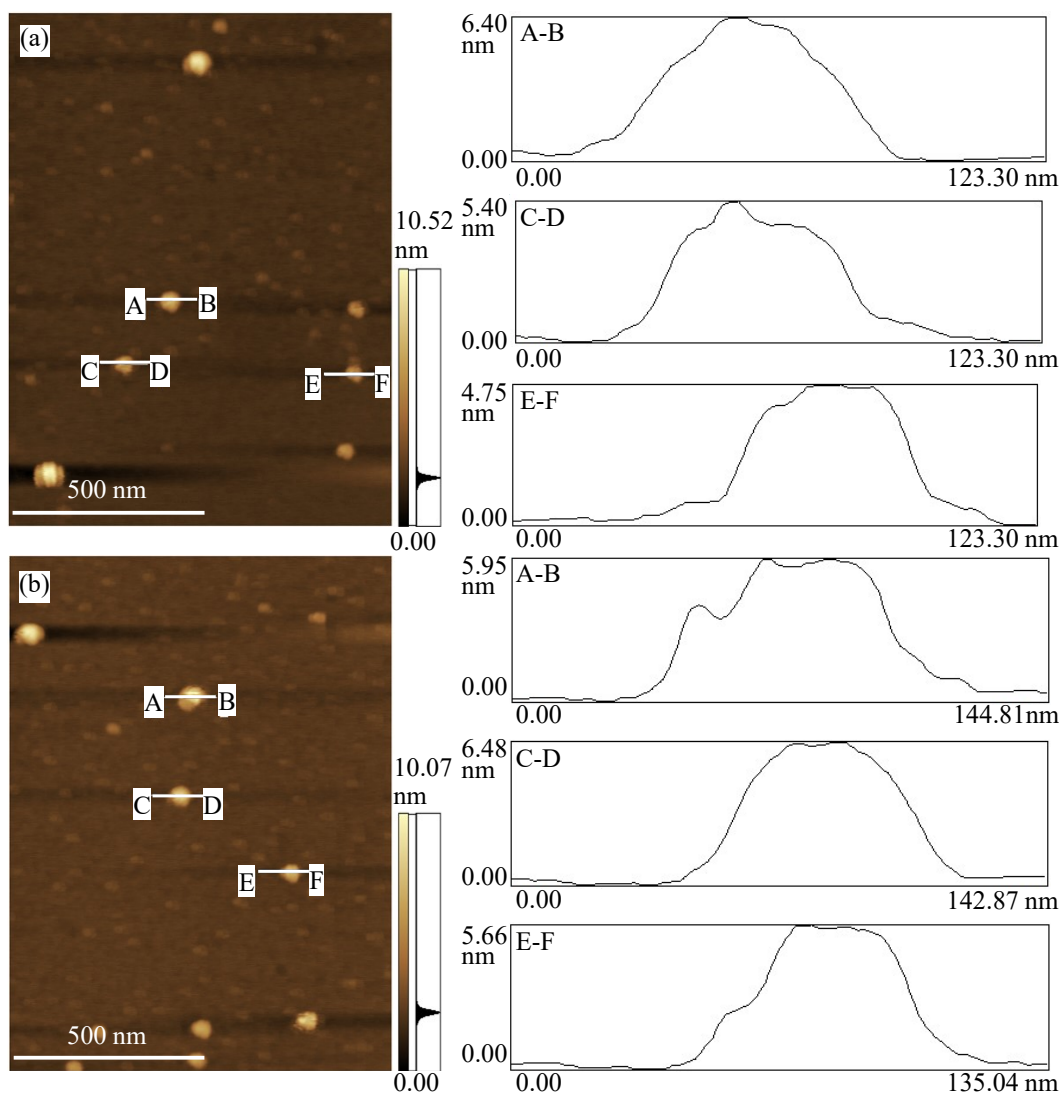 (a)
A B
C D
E F
500 nm
10.52
nm
0.00
6.40
nm
A-B
0.00
0.00
123.30 nm
5.40
nm
C-D
0.00
0.00
123.30 nm
4.75
nm
E-F
0.00
0.00
123.30 nm
(b)
A B
C D
E F
500 nm
10.07
nm
0.00
5.95
nm
A-B
0.00
0.00
144.81nm
6.48
nm
C-D
0.00
0.00
142.87 nm
5.66
nm
E-F
0.00
0.00
135.04 nm